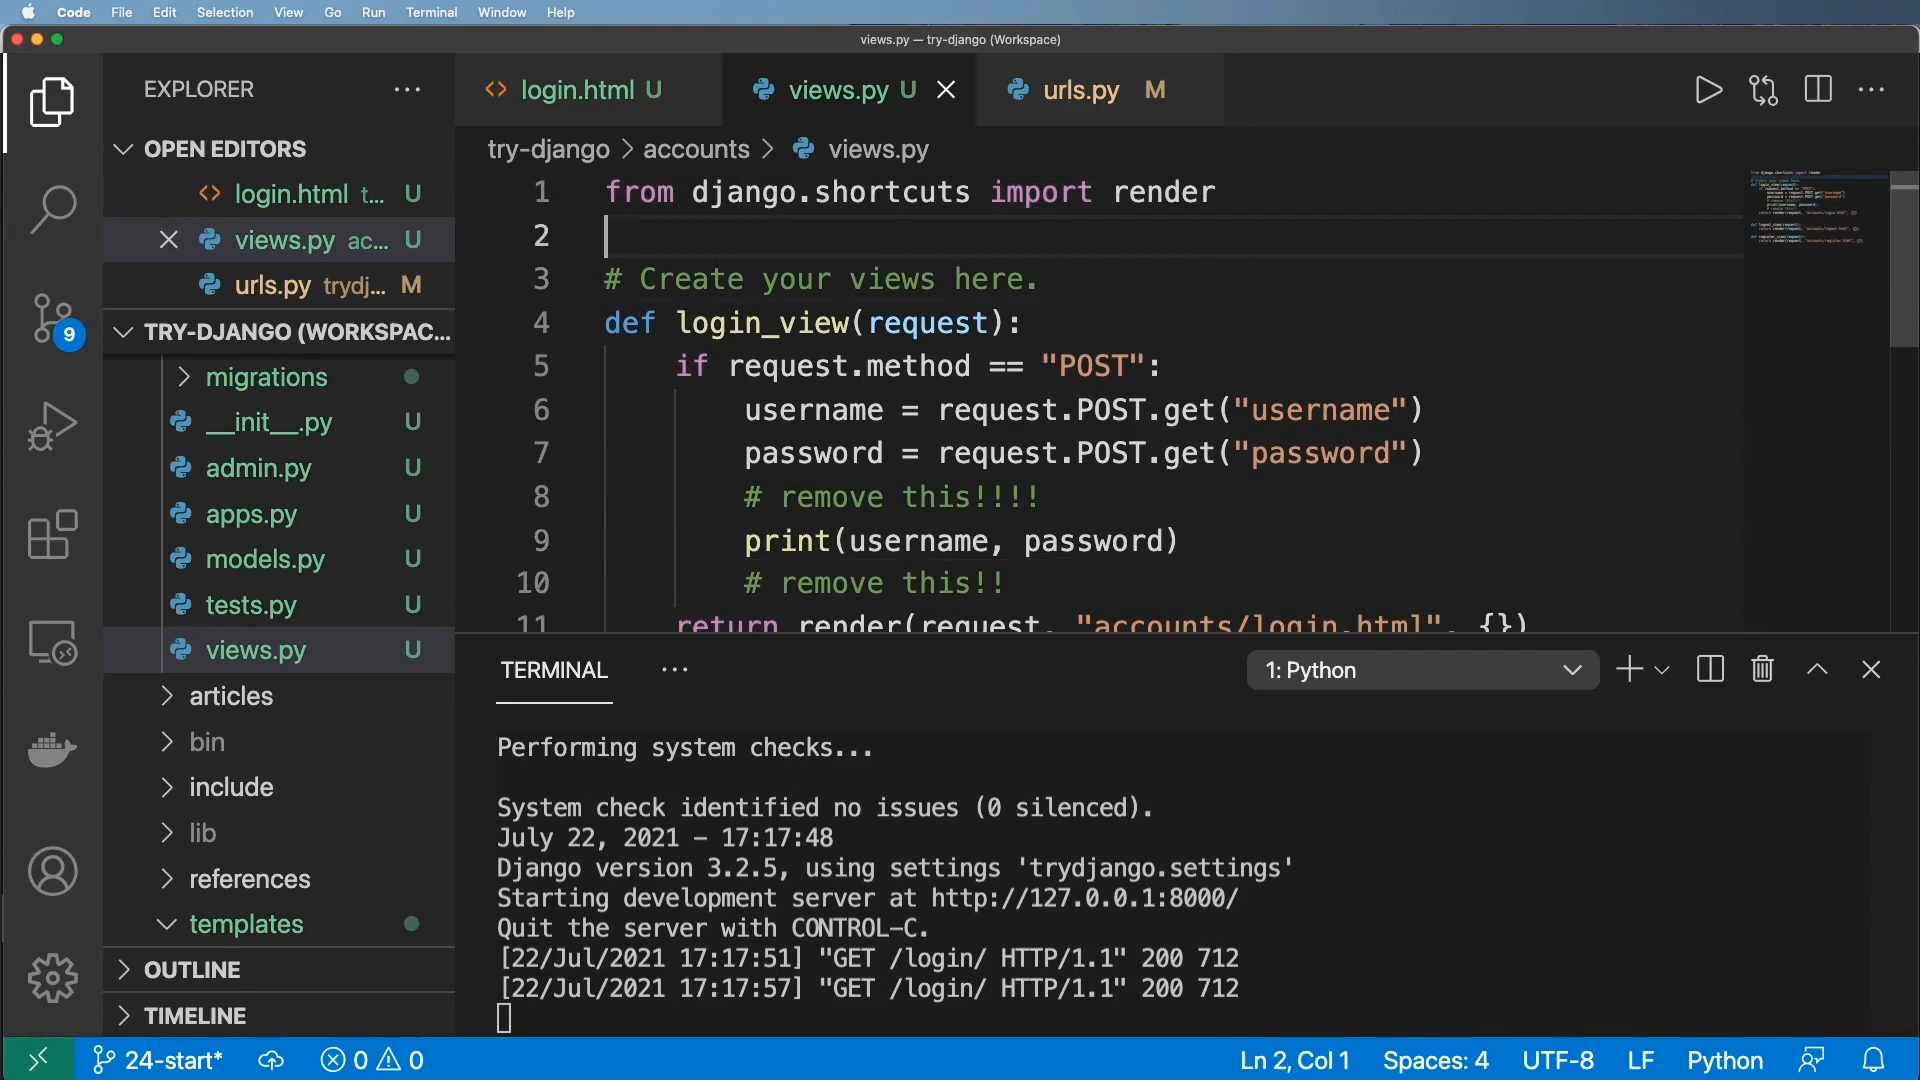 Code File Edit Selection View Go Run Terminal Window Help
views.py — try-django (Workspace)
EXPLORER
OPEN EDITORS
login.html t... U
views.py ac... U
urls.py trydj... M
TRY-DJANGO (WORKSPAC...
migrations
__init__.py U
admin.py U
apps.py U
models.py U
tests.py U
views.py U
articles
bin
include
lib
references
templates
OUTLINE
TIMELINE
9
login.html U
views.py U
urls.py M
try-django > accounts > views.py
1 from django.shortcuts import render
2
3 # Create your views here.
4 def login_view(request):
5 if request.method == "POST":
6 username = request.POST.get("username")
7 password = request.POST.get("password")
8 # remove this!!!!
9 print(username, password)
10 # remove this!!
11 return render(request, "accounts/login.html", {})
TERMINAL
1: Python
Performing system checks...
System check identified no issues (0 silenced).
July 22, 2021 - 17:17:48
Django version 3.2.5, using settings 'trydjango.settings'
Starting development server at http://127.0.0.1:8000/
Quit the server with CONTROL-C.
[22/Jul/2021 17:17:51] "GET /login/ HTTP/1.1" 200 712
[22/Jul/2021 17:17:57] "GET /login/ HTTP/1.1" 200 712
24-start* 0 0 Ln 2, Col 1 Spaces: 4 UTF-8 LF Python